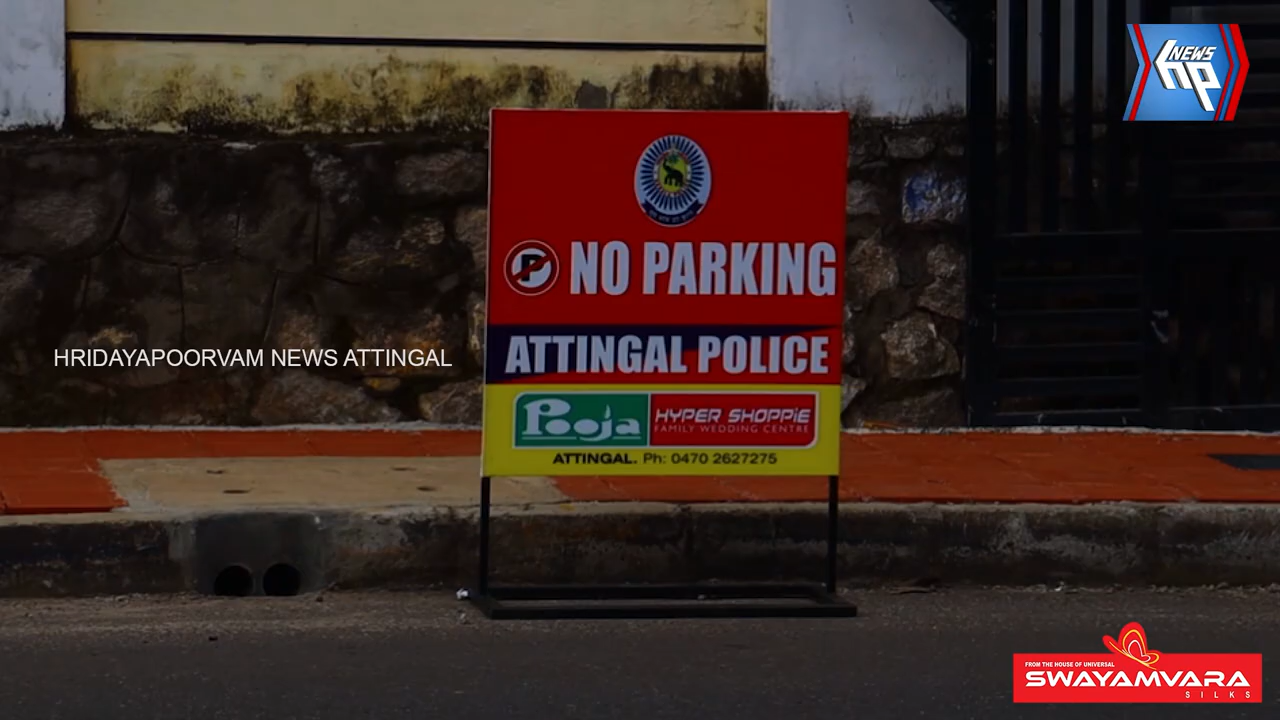 NEWS
hp
P
NO PARKING
ATTINGAL POLICE
HRIDAYAPOORVAM NEWS ATTINGAL
Pooja
HYPER SHOPPiE
FAMILY WEDDING CENTRE
ATTINGAL. Ph: 0470 2627275
FROM THE HOUSE OF UNIVERSAL
SWAYAMVARA
SILKS